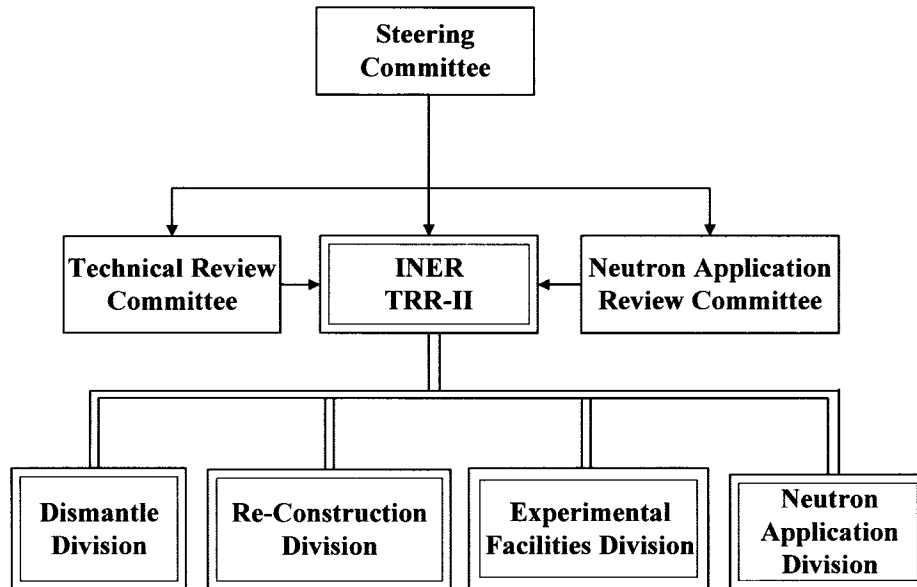 Steering
Committee
Technical Review
Committee
INER
TRR-II
Neutron Application
Review Committee
Dismantle
Division
Re-Construction
Division
Experimental
Facilities Division
Neutron
Application
Division